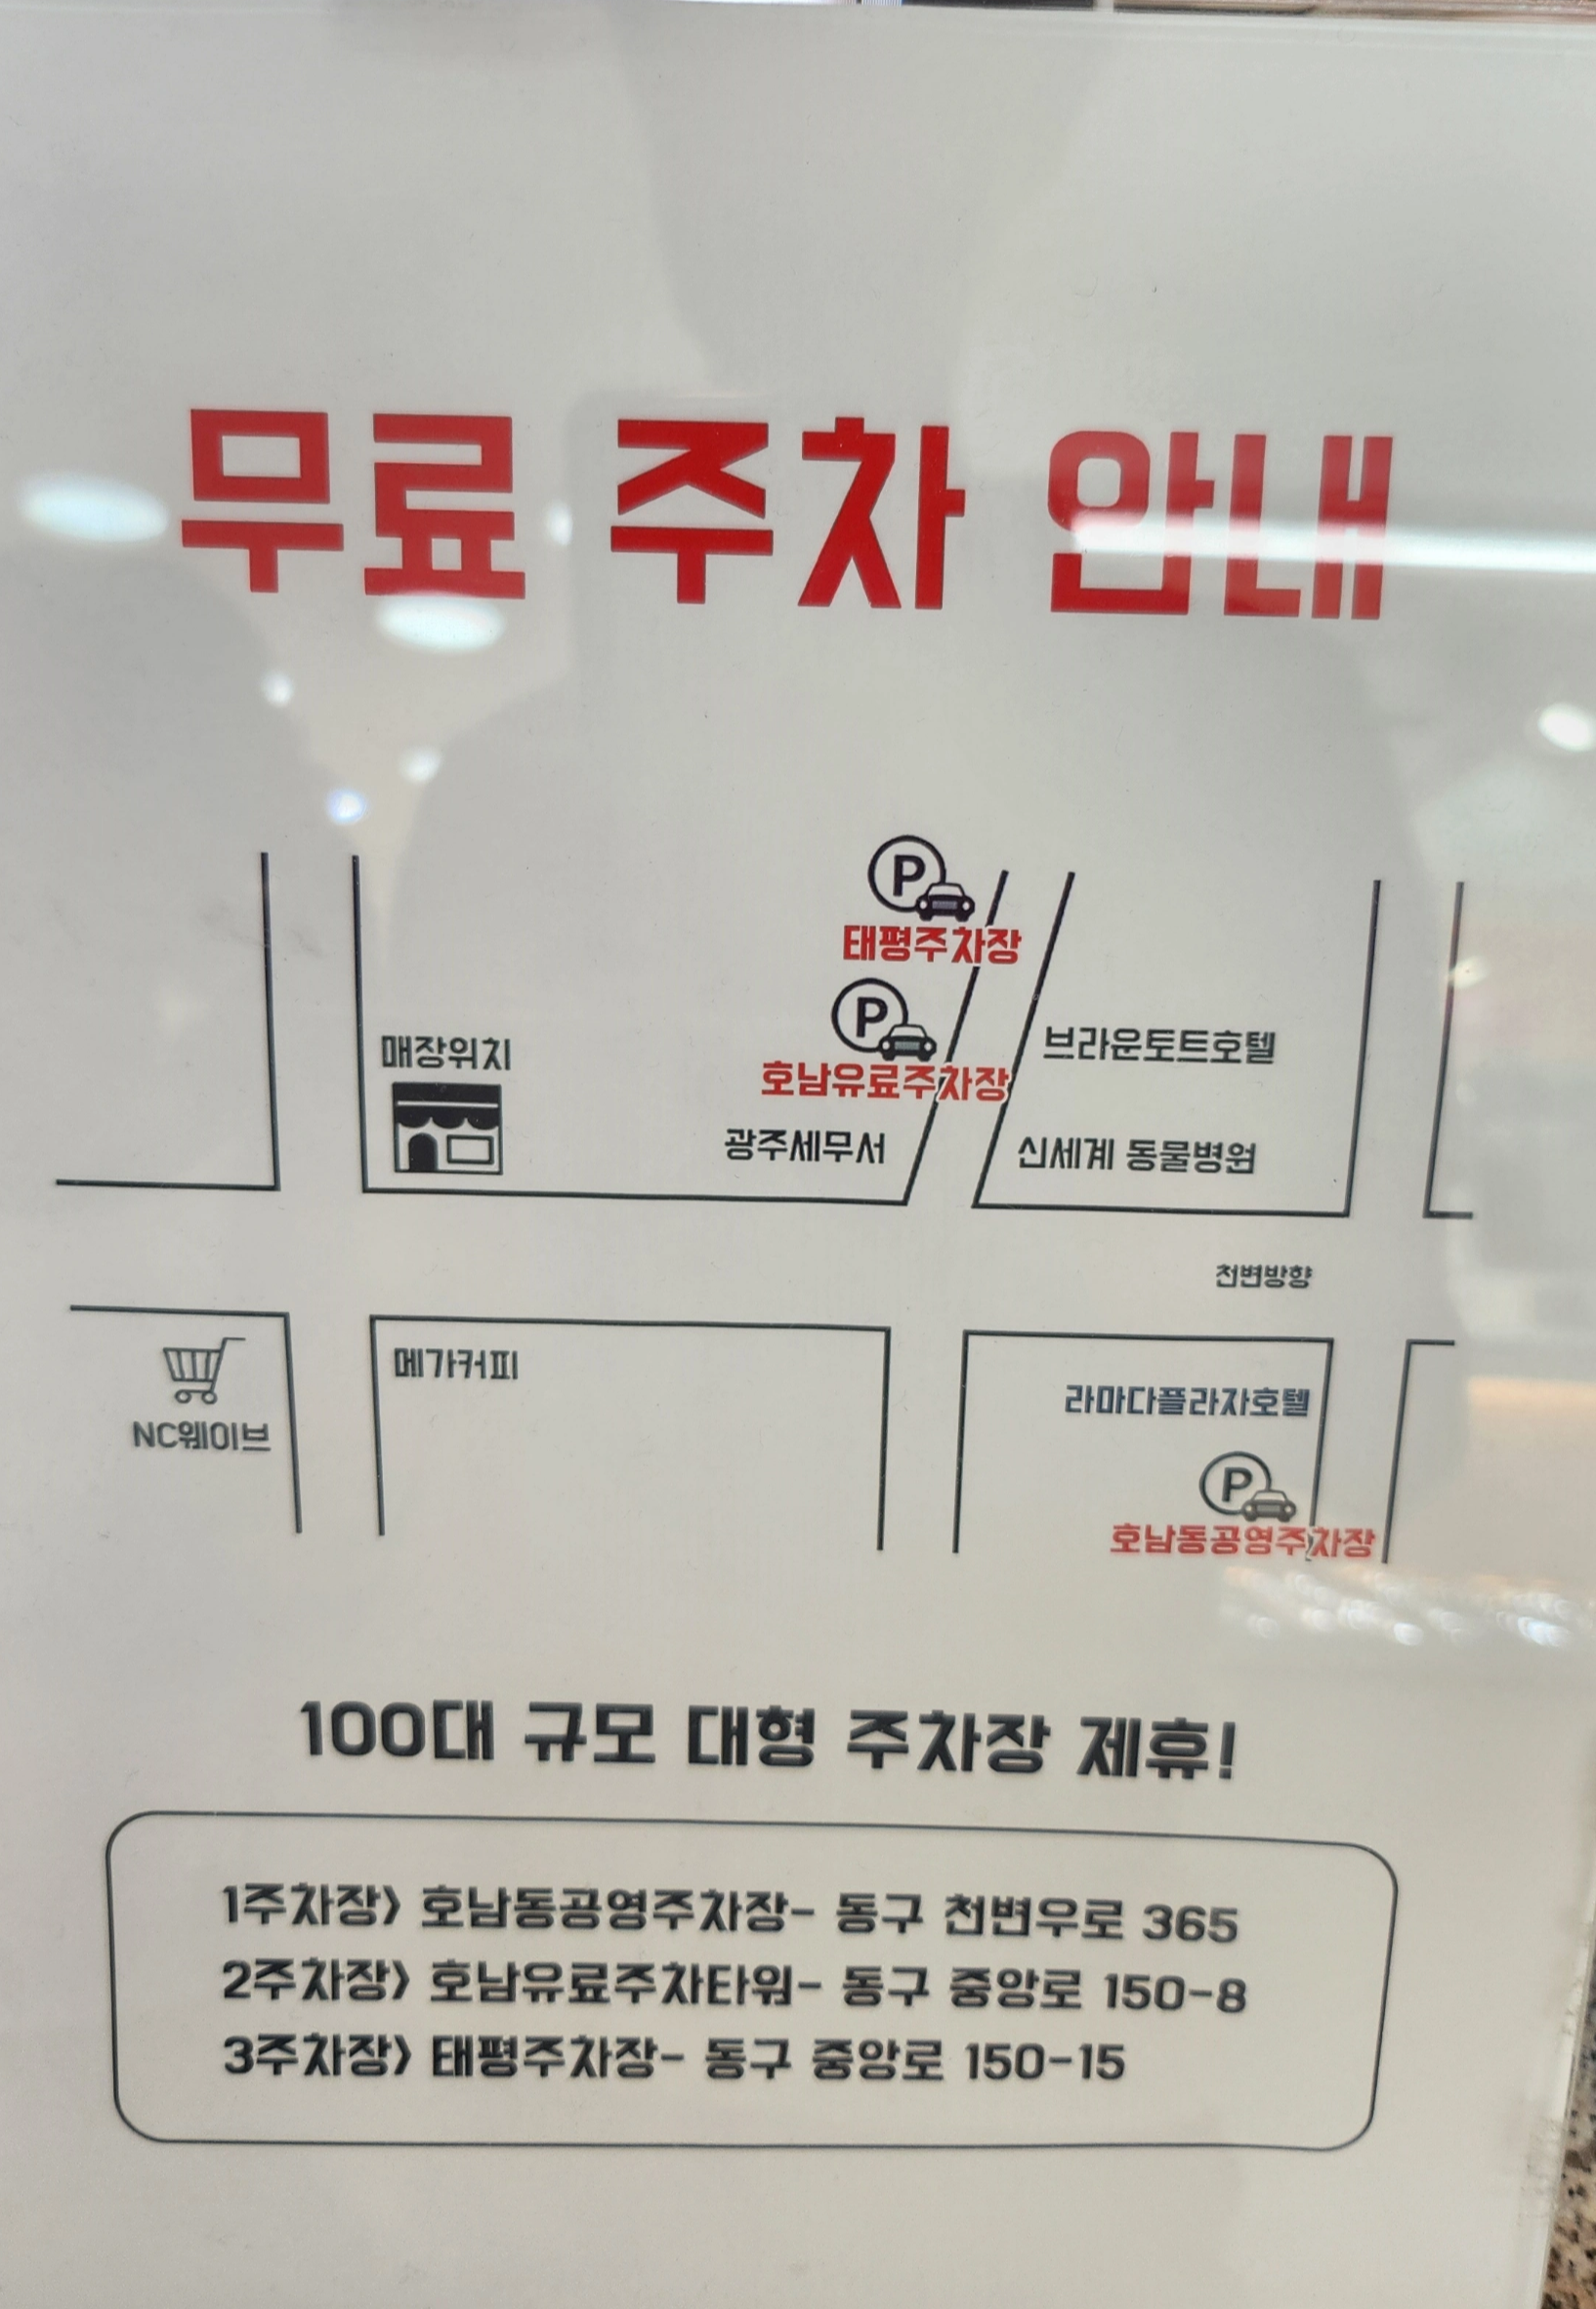 무료 주차 안내
P
태평주차장
P
호남유료주차장
매장위치
브라운토트호텔
광주세무서
신세계 동물병원
천변방향
메가커피
NC웨이브
라마다플라자호텔
P
호남동공영주차장
100대 규모 대형 주차장 제휴!
1주차장> 호남동공영주차장- 동구 천변우로 365
2주차장> 호남유료주차타워- 동구 중앙로 150-8
3주차장> 태평주차장- 동구 중앙로 150-15